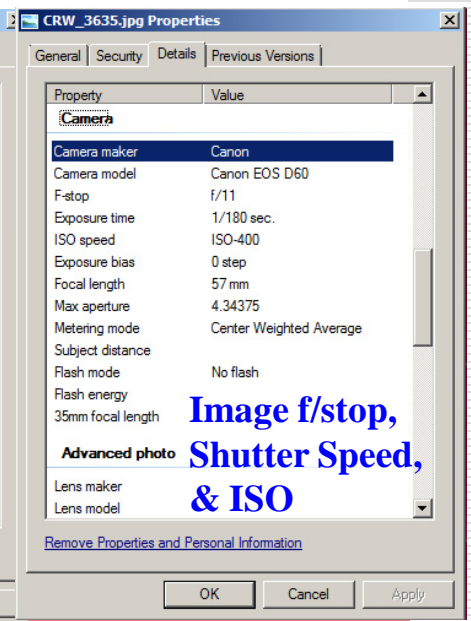 CRW_3635.jpg Properties
General Security Details Previous Versions
Property Value
Camera
Camera maker Canon
Camera model Canon EOS D60
F-stop f/11
Exposure time 1/180 sec.
ISO speed ISO-400
Exposure bias 0 step
Focal length 57 mm
Max aperture 4.34375
Metering mode Center Weighted Average
Subject distance
Flash mode No flash
Flash energy
35mm focal length
Image f/stop,
Advanced photo
Shutter Speed,
Lens maker
Lens model
& ISO
Remove Properties and Personal Information
OK Cancel Apply